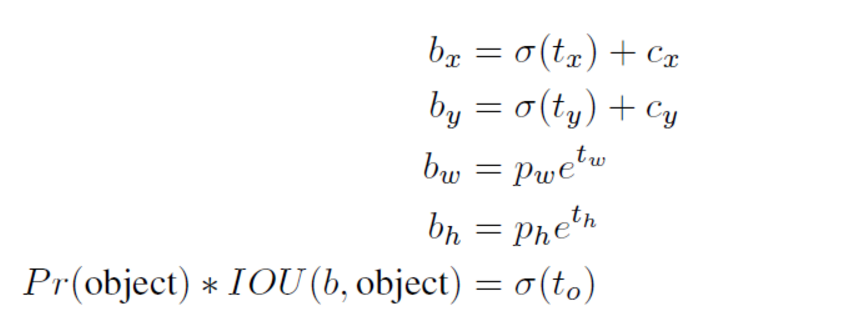 b_x = σ(t_x) + c_x
b_y = σ(t_y) + c_y
b_w = p_w e^{t_w}
b_h = p_h e^{t_h}
Pr(object) ∗ IOU(b, object) = σ(t_o)